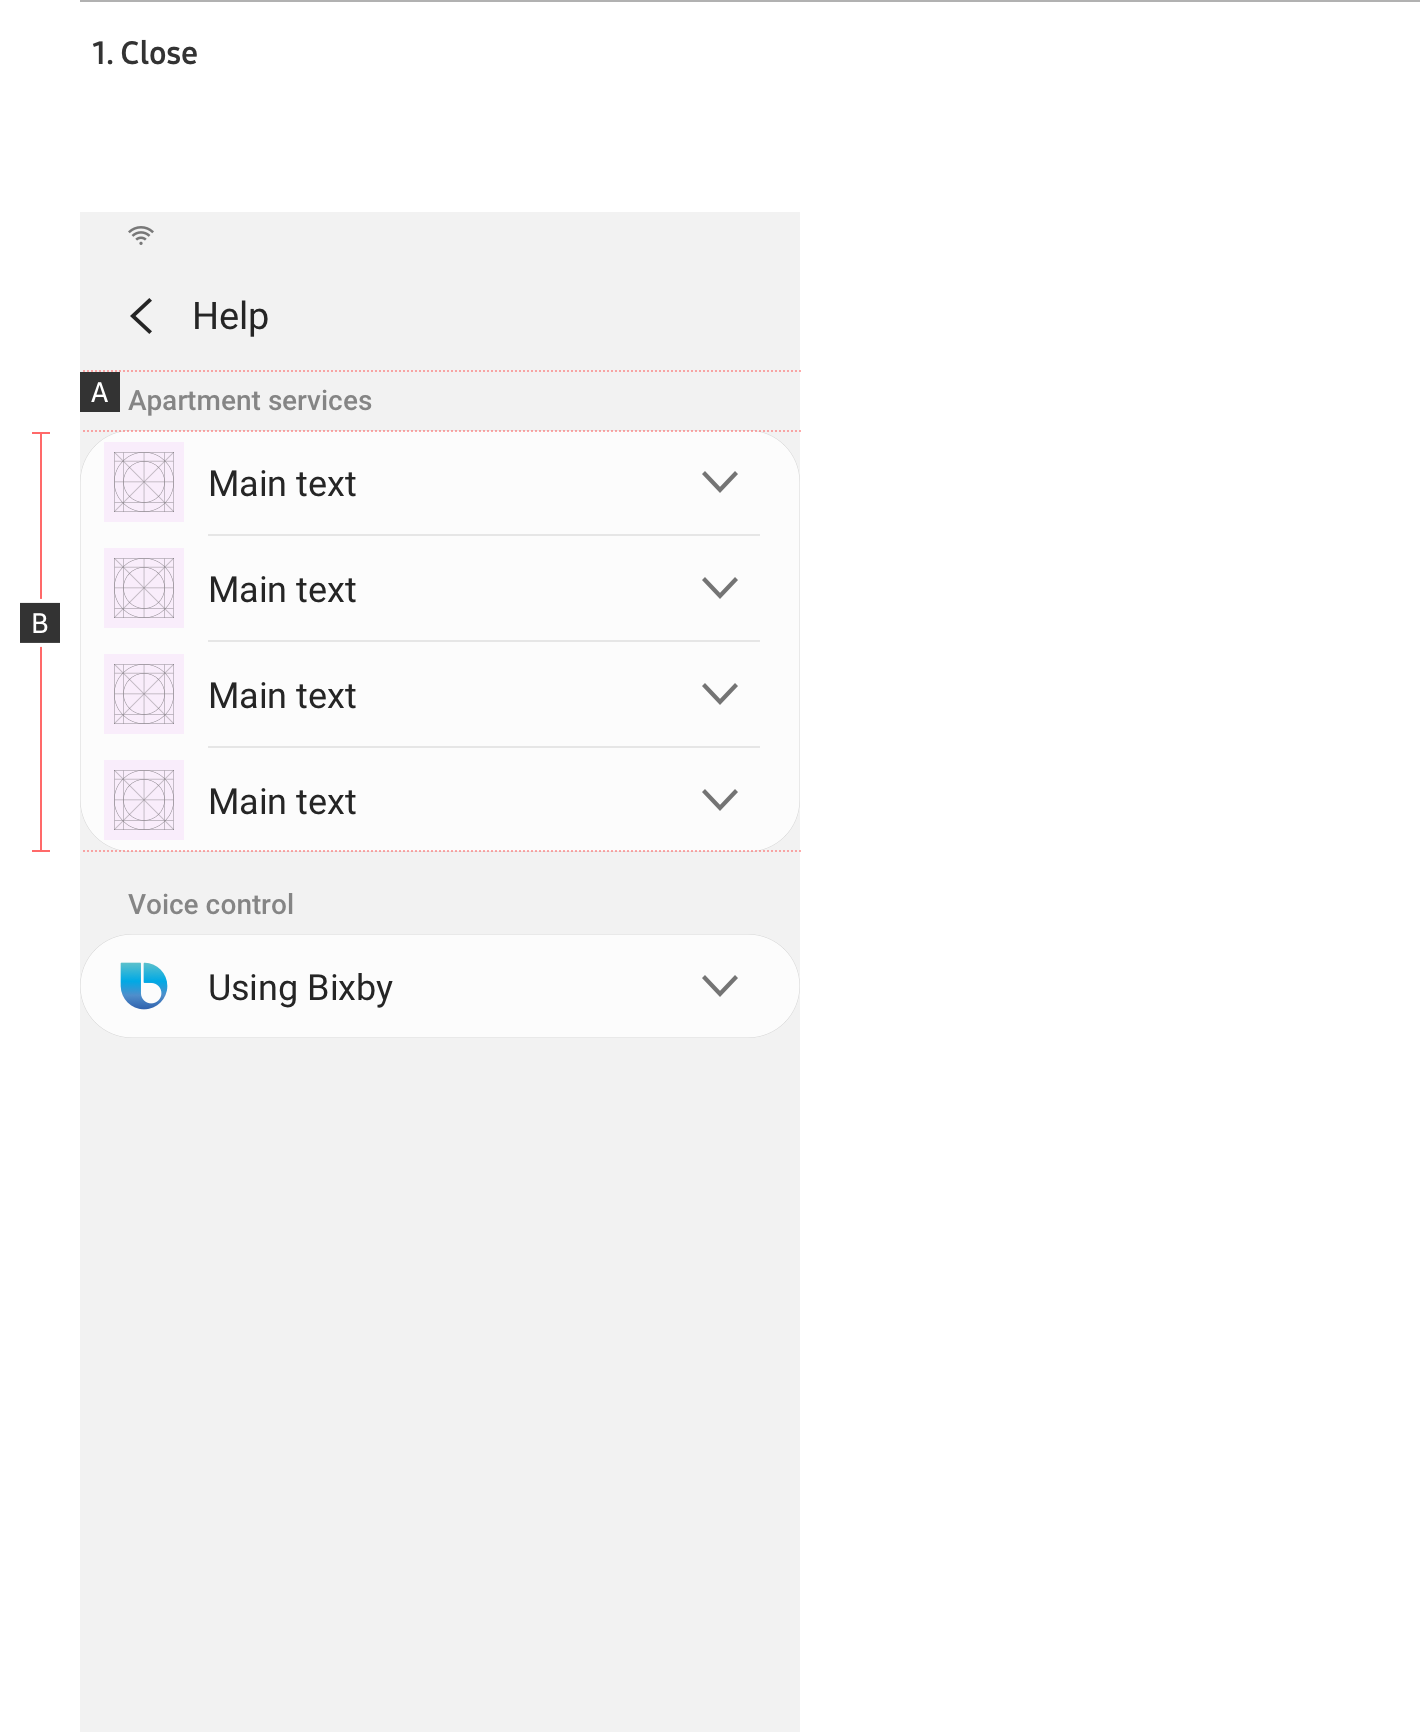 1. Close
Help
A
Apartment services
Main text
Main text
B
Main text
Main text
Voice control
Using Bixby